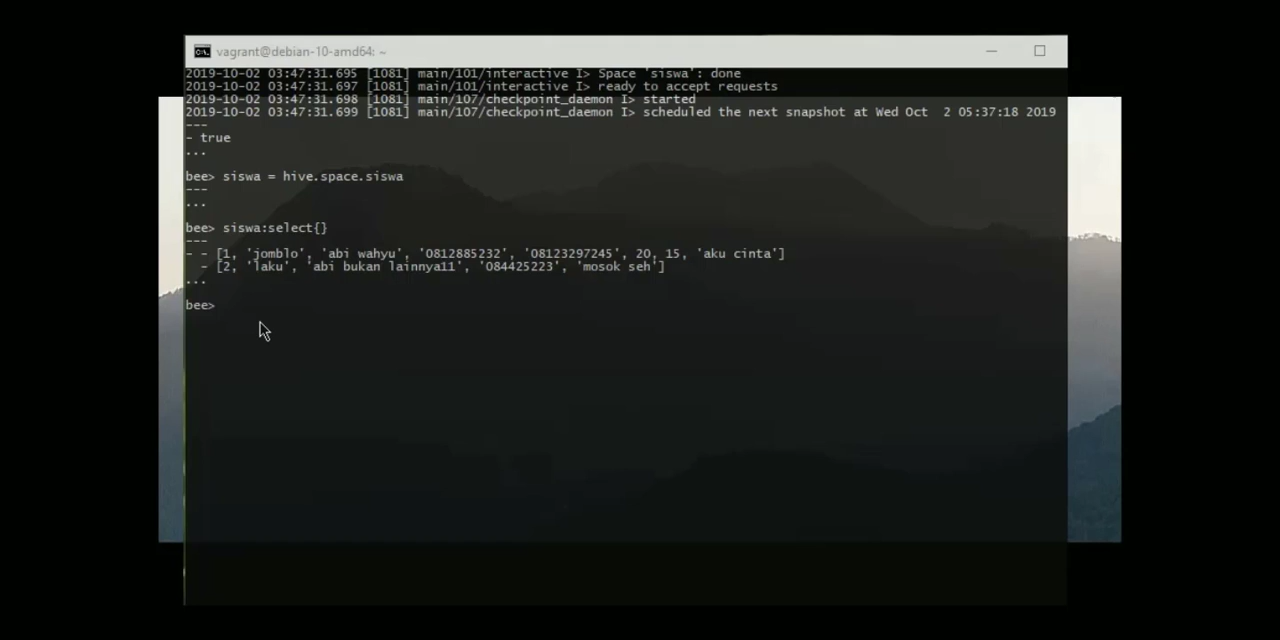 vagrant@debian-10-amd64: ~
2019-10-02 03:47:31.695 [1081] main/101/interactive I> Space 'siswa': done
2019-10-02 03:47:31.697 [1081] main/101/interactive I> ready to accept requests
2019-10-02 03:47:31.698 [1081] main/107/checkpoint_daemon I> started
2019-10-02 03:47:31.699 [1081] main/107/checkpoint_daemon I> scheduled the next snapshot at Wed Oct  2 05:37:18 2019
---
- true
...
bee> siswa = hive.space.siswa
---
...
bee> siswa:select{}
---
- - [1, 'jomblo', 'abi wahyu', '0812885232', '08123297245', 20, 15, 'aku cinta']
  - [2, 'laku', 'abi bukan lainnya11', '084425223', 'mosok seh']
...
bee>